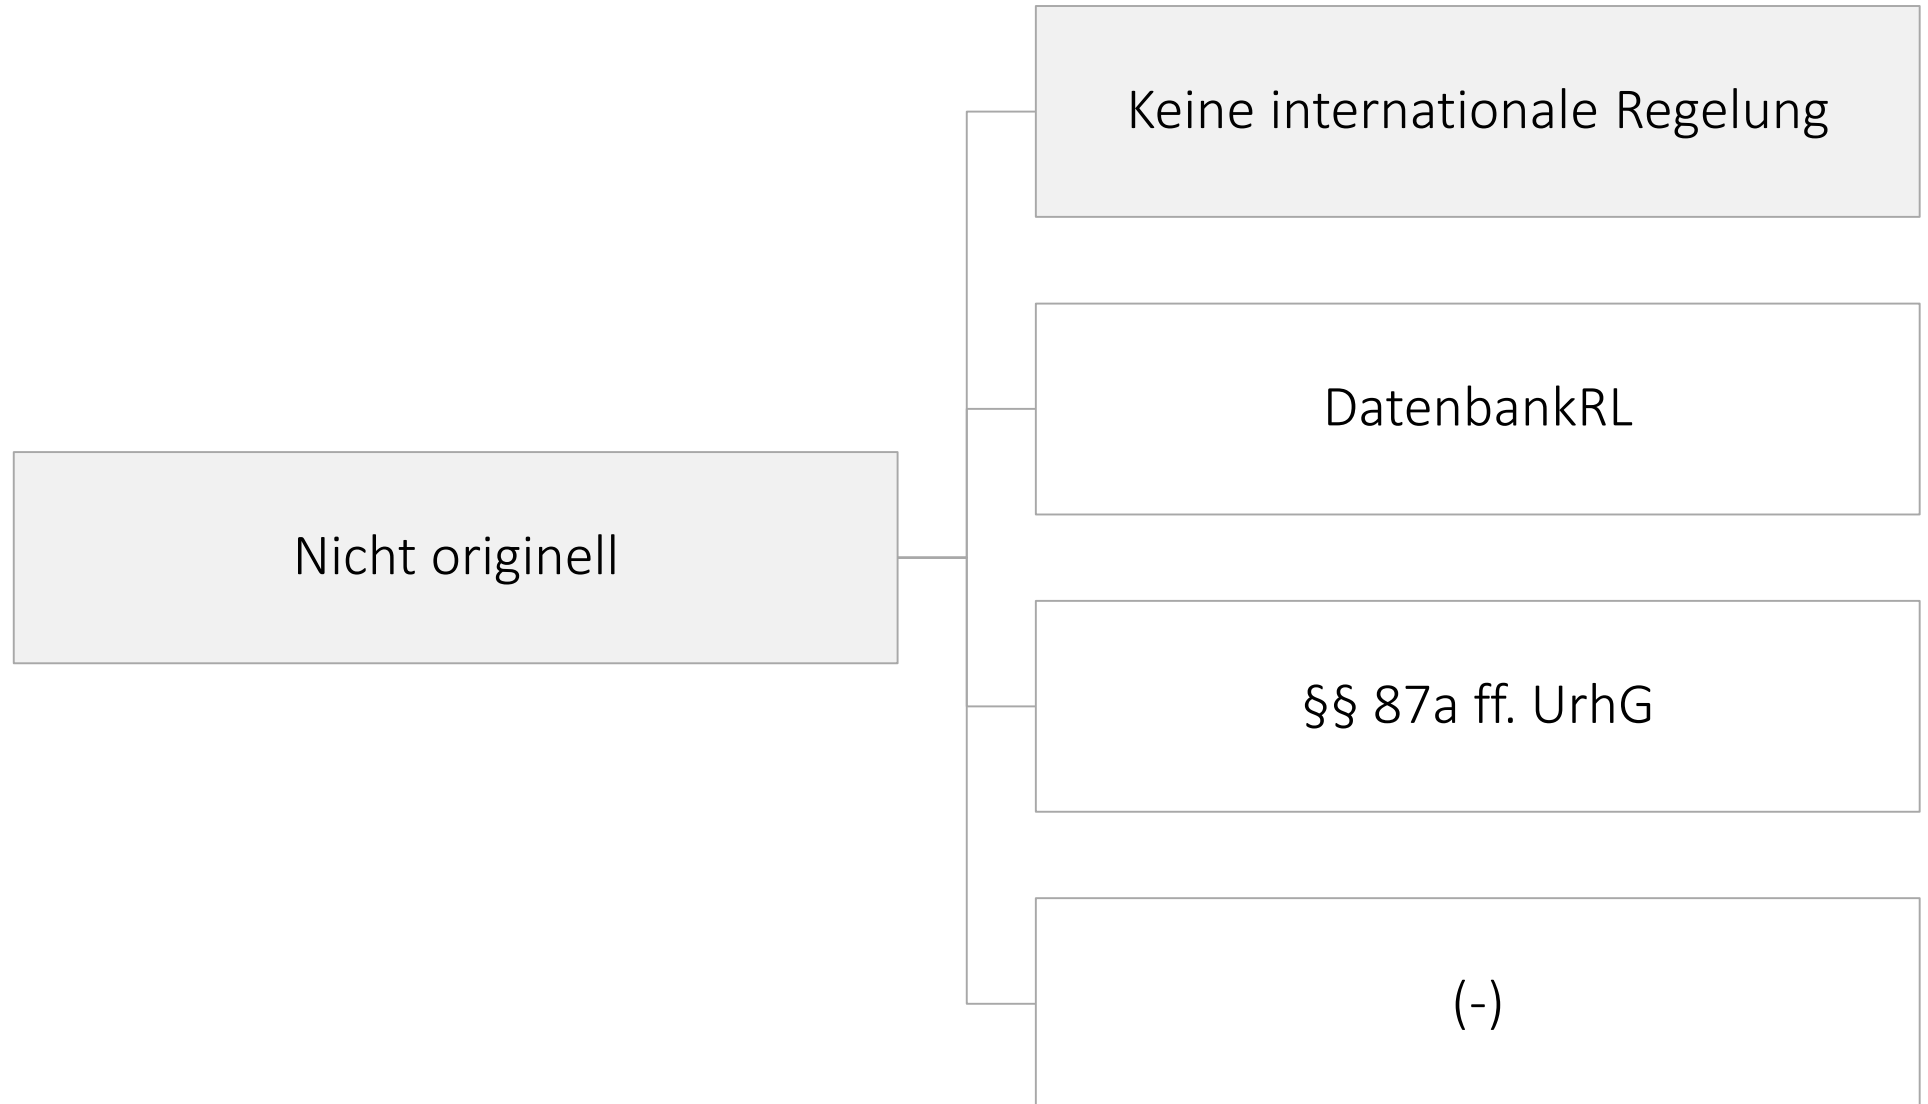 Keine internationale Regelung
DatenbankRL
Nicht originell
§§ 87a ff. UrhG
(-)